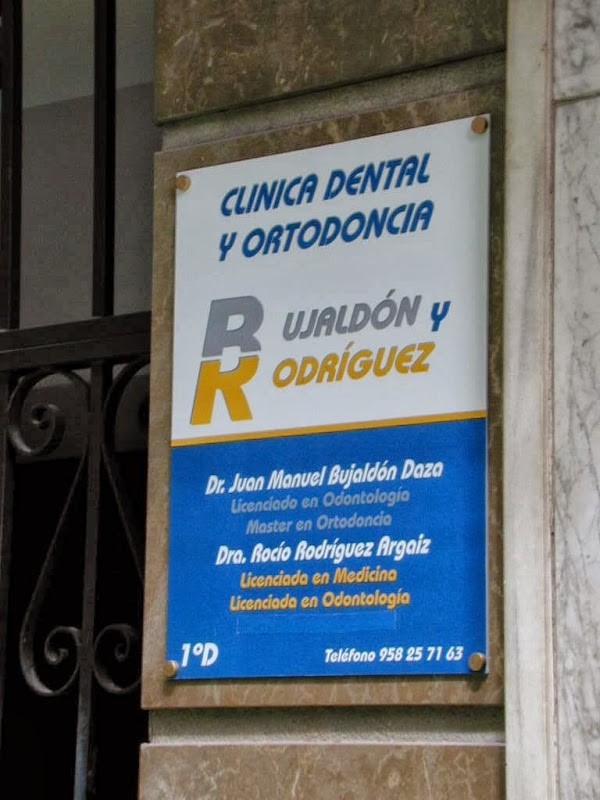 CLINICA DENTAL
Y ORTODONCIA
BUJALDÓN Y
RODRÍGUEZ
Dr. Juan Manuel Bujaldón Daza
Licenciado en Odontología
Master en Ortodoncia
Dra. Rocío Rodríguez Argaiz
Licenciada en Medicina
Licenciada en Odontología
1ºD
Teléfono 958 25 71 63